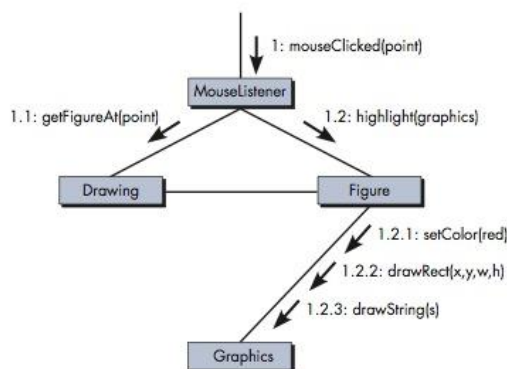 1: mouseClicked(point)
MouseListener
1.1: getFigureAt(point)
1.2: highlight(graphics)
Drawing
Figure
1.2.1: setColor(red)
1.2.2: drawRect(x,y,w,h)
1.2.3: drawString(s)
Graphics